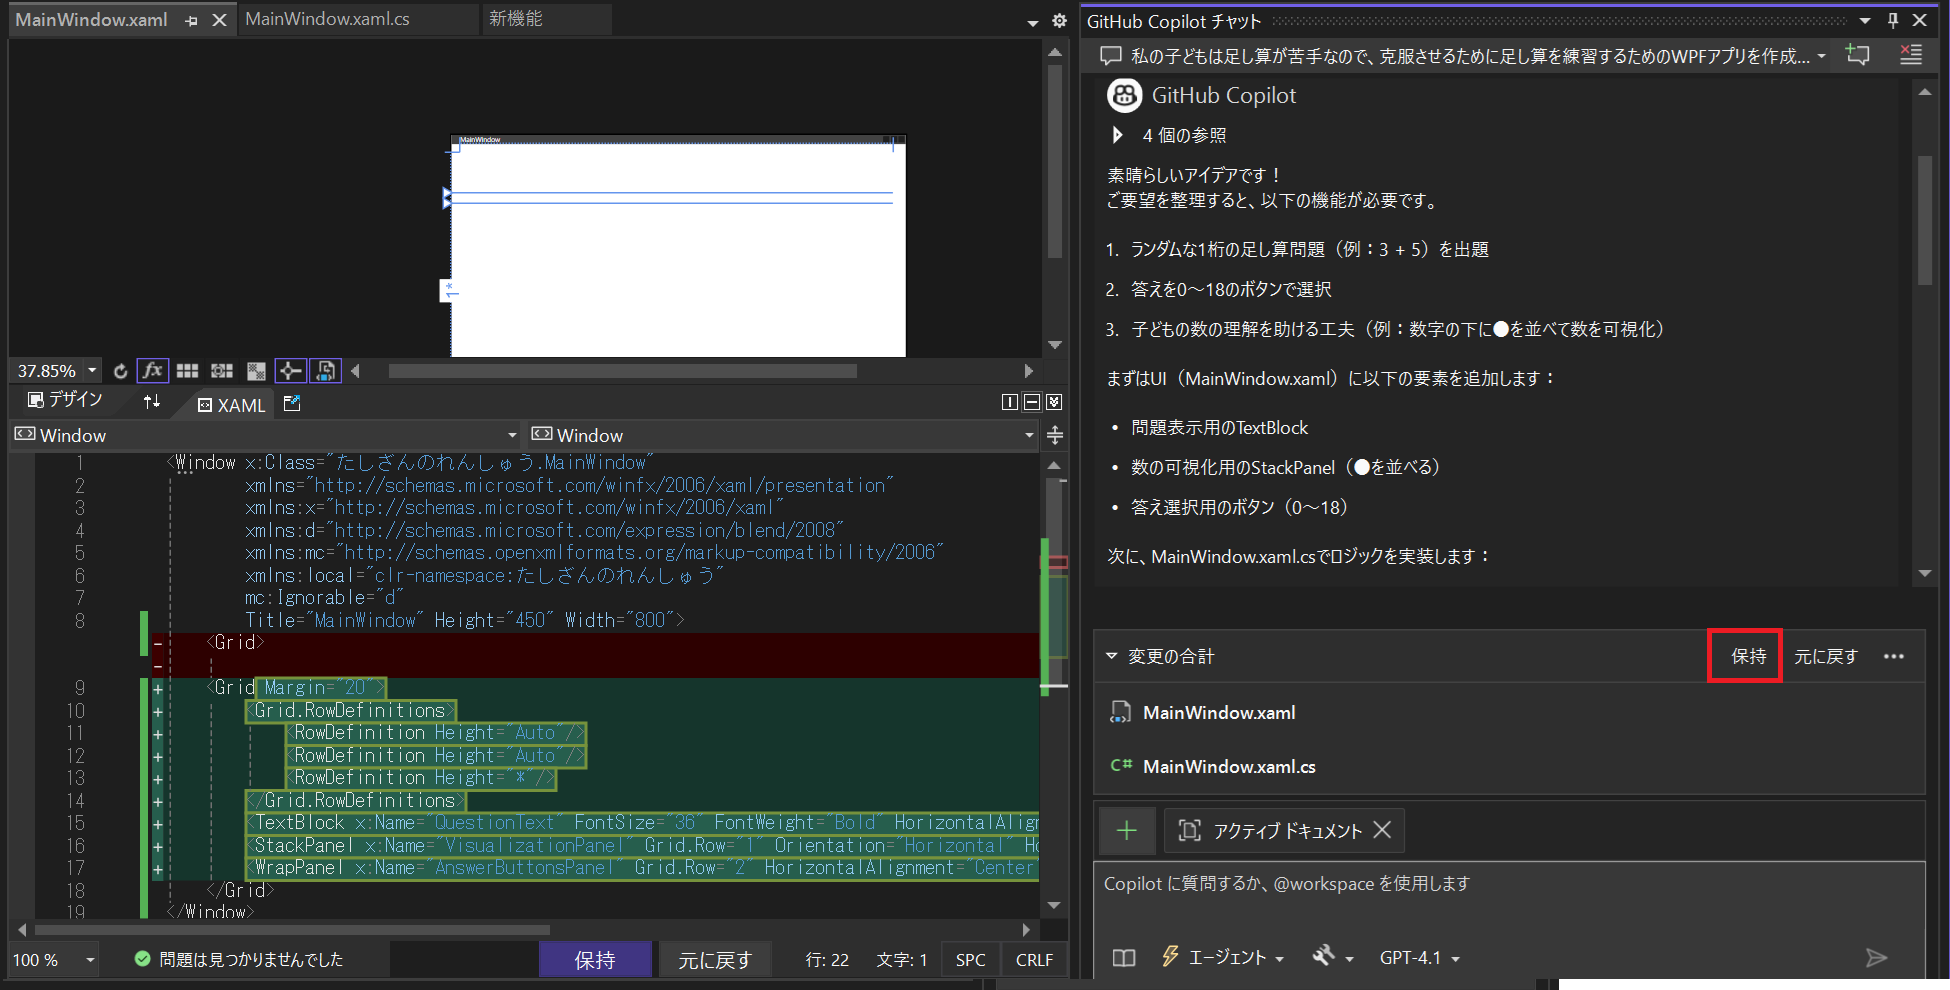 MainWindow.xaml
MainWindow.xaml.cs
新機能
MainWindow
37.85%
fx
デザイン
XAML
Window
Window
1 <Window x:Class="たしざんのれんしゅう.MainWindow"
2 xmlns="http://schemas.microsoft.com/winfx/2006/xaml/presentation"
3 xmlns:x="http://schemas.microsoft.com/winfx/2006/xaml"
4 xmlns:d="http://schemas.microsoft.com/expression/blend/2008"
5 xmlns:mc="http://schemas.openxmlformats.org/markup-compatibility/2006"
6 xmlns:local="clr-namespace:たしざんのれんしゅう"
7 mc:Ignorable="d"
8 Title="MainWindow" Height="450" Width="800">
- <Grid>
-
9 + <Grid Margin="20">
10 + <Grid.RowDefinitions>
11 + <RowDefinition Height="Auto"/>
12 + <RowDefinition Height="Auto"/>
13 + <RowDefinition Height="*"/>
14 + </Grid.RowDefinitions>
15 + <TextBlock x:Name="QuestionText" FontSize="36" FontWeight="Bold" HorizontalAlign
16 + <StackPanel x:Name="VisualizationPanel" Grid.Row="1" Orientation="Horizontal" Ho
17 + <WrapPanel x:Name="AnswerButtonsPanel" Grid.Row="2" HorizontalAlignment="Center
18 </Grid>
19 </Window>
100 %
問題は見つかりませんでした
保持
元に戻す
行: 22
文字: 1
SPC
CRLF
GitHub Copilot チャット
私の子どもは足し算が苦手なので、克服させるために足し算を練習するためのWPFアプリを作成...
GitHub Copilot
4 個の参照
素晴らしいアイデアです！
ご要望を整理すると、以下の機能が必要です。
1. ランダムな1桁の足し算問題（例：3 + 5）を出題
2. 答えを0～18のボタンで選択
3. 子どもの数の理解を助ける工夫（例：数字の下に●を並べて数を可視化）
まずはUI（MainWindow.xaml）に以下の要素を追加します：
• 問題表示用のTextBlock
• 数の可視化用のStackPanel（●を並べる）
• 答え選択用のボタン（0～18）
次に、MainWindow.xaml.csでロジックを実装します：
変更の合計
保持
元に戻す
MainWindow.xaml
C# MainWindow.xaml.cs
アクティブ ドキュメント
Copilot に質問するか、@workspace を使用します
エージェント
GPT-4.1